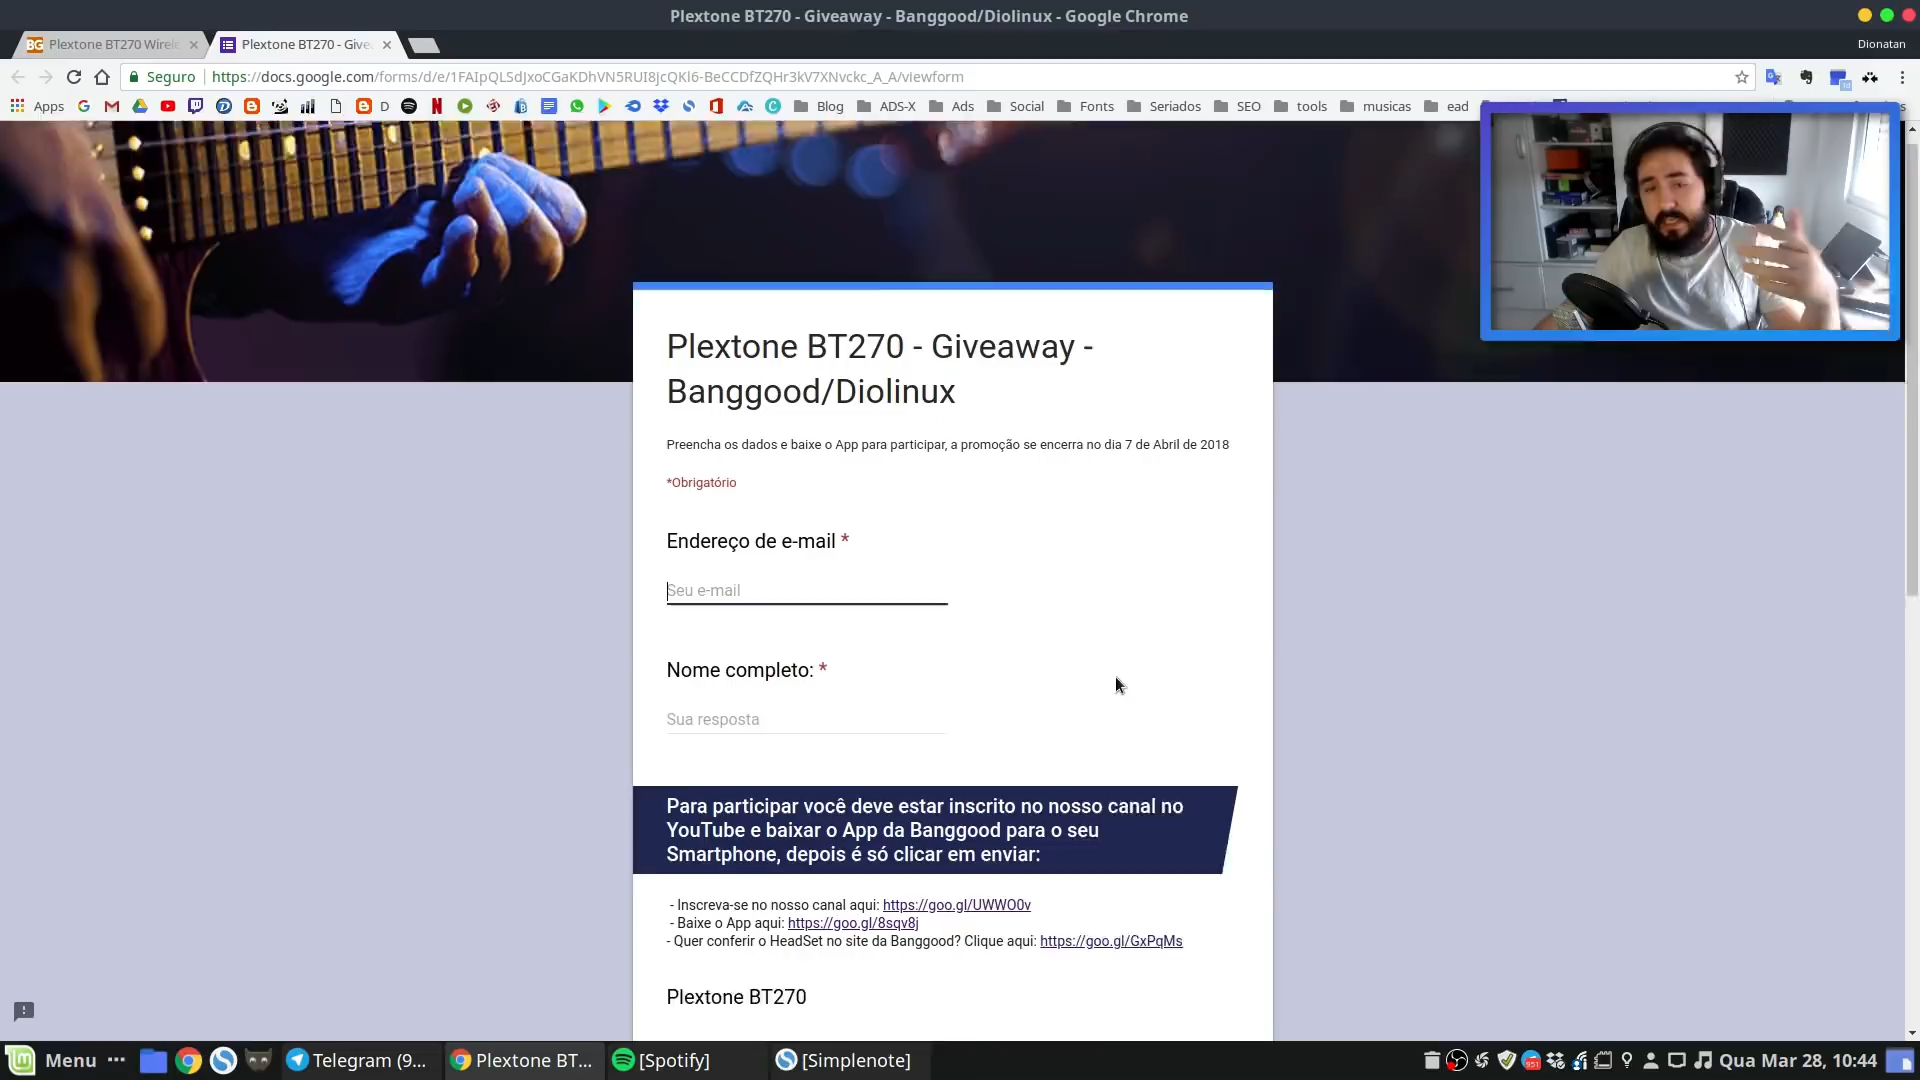 Plextone BT270 - Giveaway - Banggood/Diolinux - Google Chrome
Plextone BT270 Wirele
Plextone BT270 - Give
Dionatan
Seguro
https://docs.google.com/forms/d/e/1FAIpQLSdJxoCGaKDhVN5RUI8JcQKl6-BeCCDfZQHr3kV7XNvckc_A_A/viewform
Apps D Blog ADS-X Ads Social Fonts Seriados SEO tools musicas ead
Plextone BT270 - Giveaway -
Banggood/Diolinux
Preencha os dados e baixe o App para participar, a promoção se encerra no dia 7 de Abril de 2018
*Obrigatório
Endereço de e-mail *
Seu e-mail
Nome completo: *
Sua resposta
Para participar você deve estar inscrito no nosso canal no
YouTube e baixar o App da Banggood para o seu
Smartphone, depois é só clicar em enviar:
- Inscreva-se no nosso canal aqui: https://goo.gl/UWWO0v
- Baixe o App aqui: https://goo.gl/8sqv8j
- Quer conferir o HeadSet no site da Banggood? Clique aqui: https://goo.gl/GxPqMs
Plextone BT270
Menu Telegram (9... Plextone BT... [Spotify] [Simplenote] Qua Mar 28, 10:44